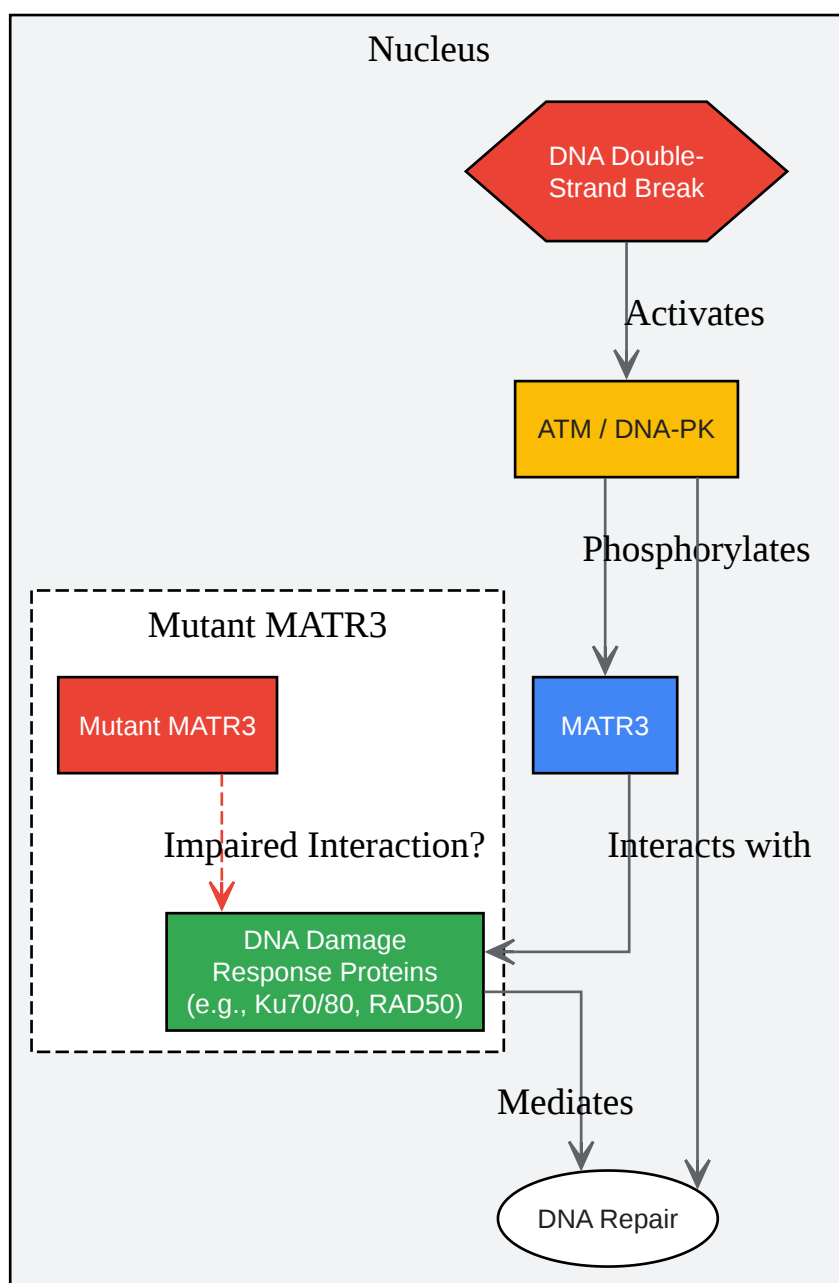 Nucleus
DNA Double-
Strand Break
Activates
ATM / DNA-PK
Phosphorylates
Mutant MATR3
Mutant MATR3
MATR3
Impaired Interaction?
Interacts with
DNA Damage
Response Proteins
(e.g., Ku70/80, RAD50)
Mediates
DNA Repair